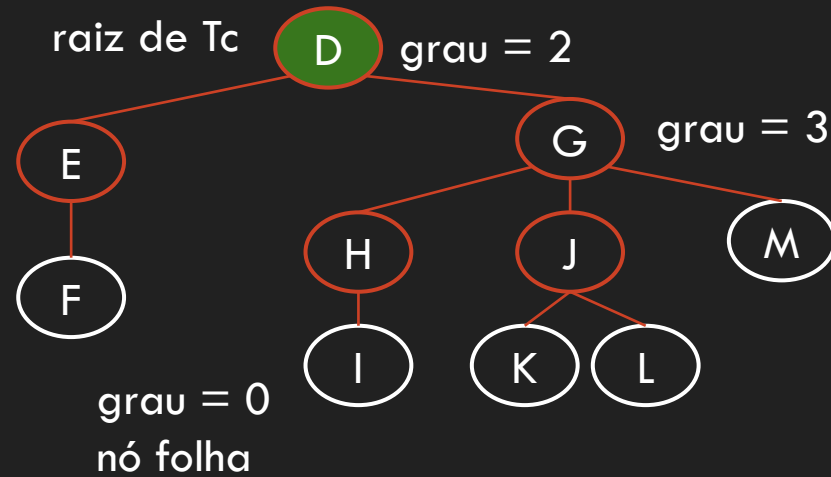 raiz de Tc
D
grau = 2
E
G
grau = 3
F
H
J
M
I
K
L
grau = 0
nó folha